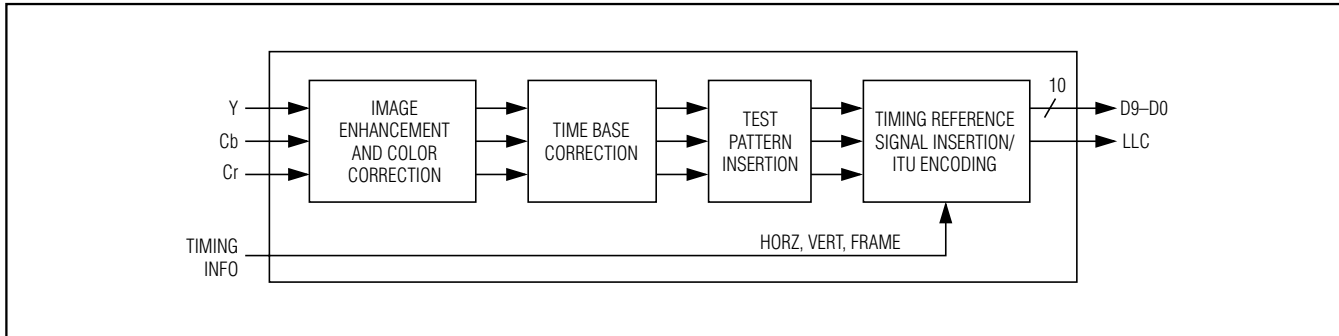 Y
Cb
Cr
TIMING
INFO
IMAGE
ENHANCEMENT
AND COLOR
CORRECTION
TIME BASE
CORRECTION
TEST
PATTERN
INSERTION
TIMING REFERENCE
SIGNAL INSERTION/
ITU ENCODING
HORZ, VERT, FRAME
10
D9–D0
LLC